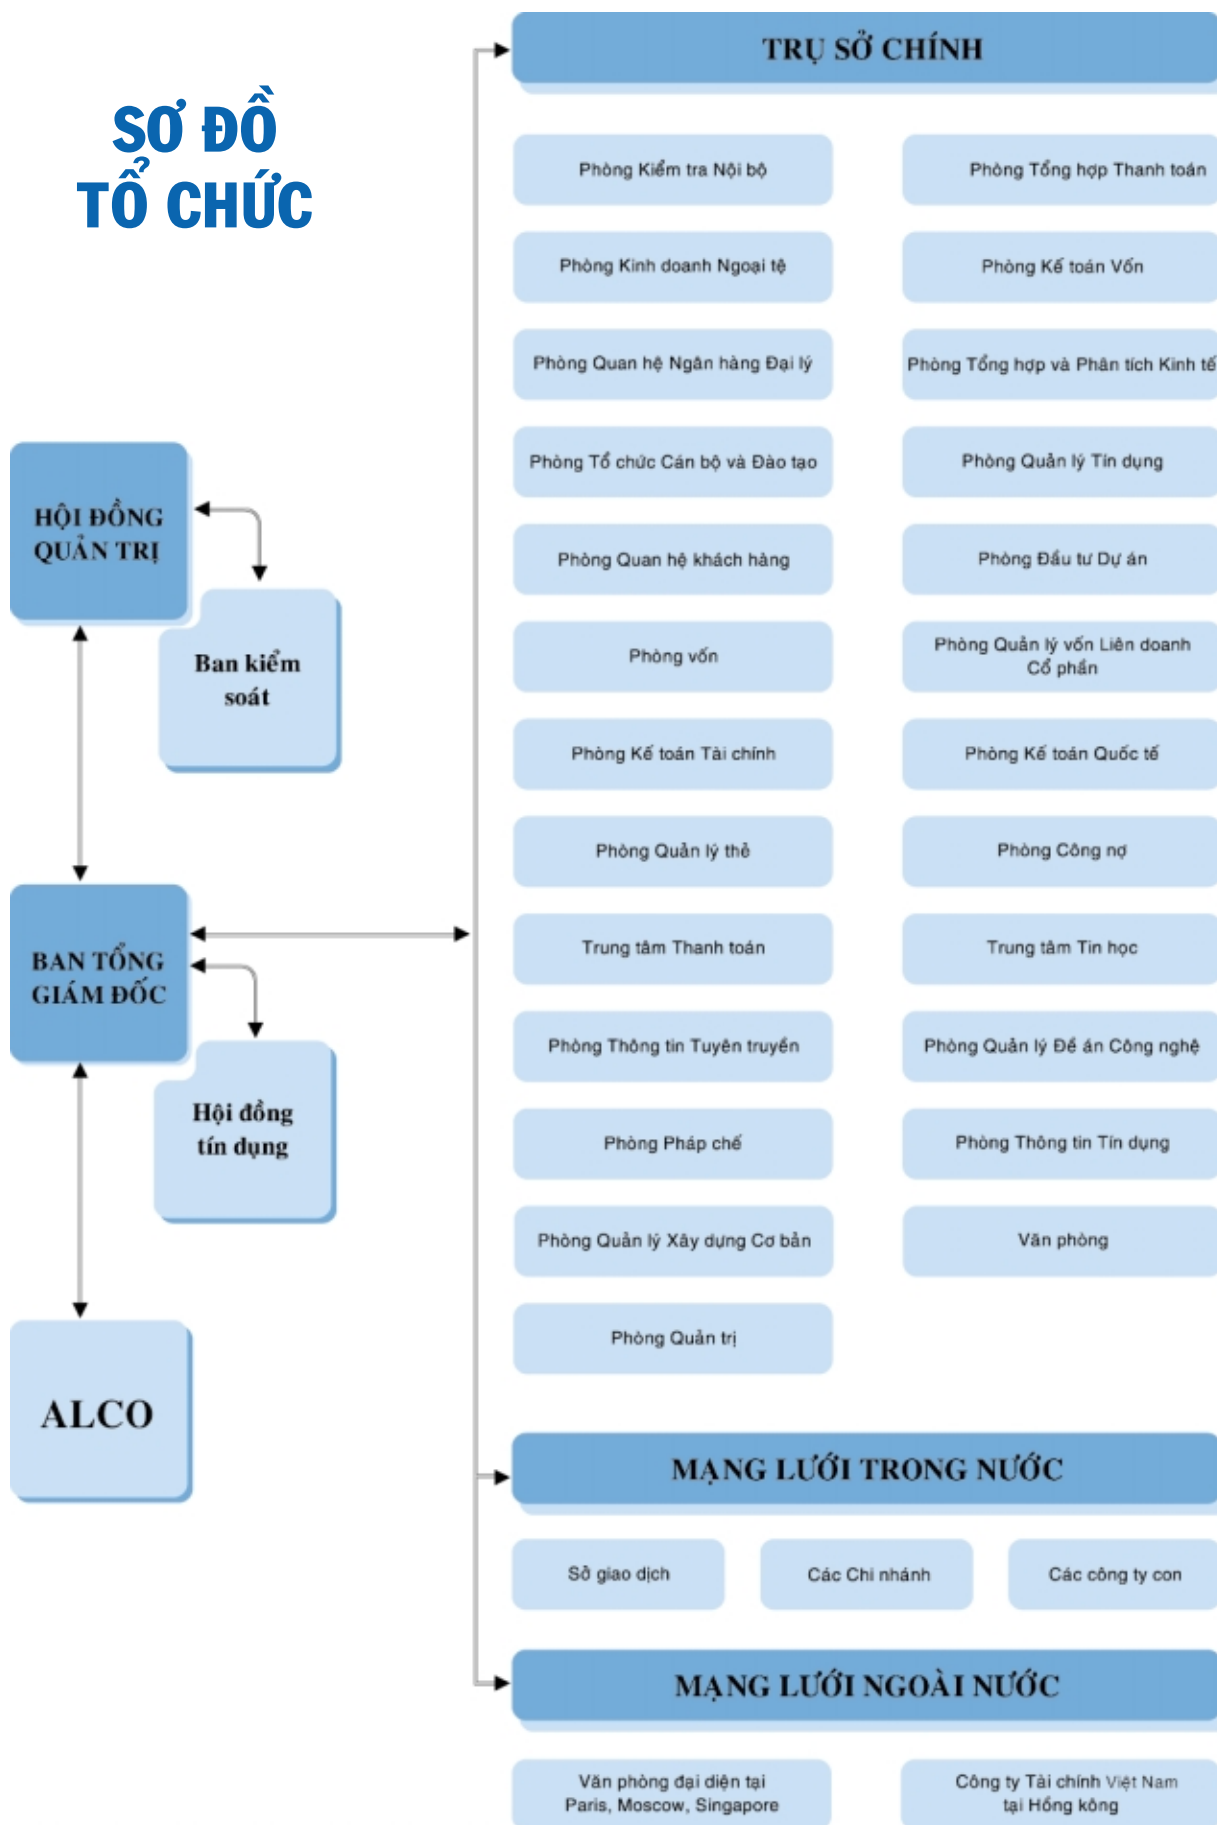 SƠ ĐỒ
TỔ CHỨC
HỘI ĐỒNG
QUẢN TRỊ
Ban kiểm
soát
BAN TỔNG
GIÁM ĐỐC
Hội đồng
tín dụng
ALCO
TRỤ SỞ CHÍNH
Phòng Kiểm tra Nội bộ
Phòng Tổng hợp Thanh toán
Phòng Kinh doanh Ngoại tệ
Phòng Kế toán Vốn
Phòng Quan hệ Ngân hàng Đại lý
Phòng Tổng hợp và Phân tích Kinh tế
Phòng Tổ chức Cán bộ và Đào tạo
Phòng Quản lý Tín dụng
Phòng Quan hệ khách hàng
Phòng Đầu tư Dự án
Phòng vốn
Phòng Quản lý vốn Liên doanh
Cổ phần
Phòng Kế toán Tài chính
Phòng Kế toán Quốc tế
Phòng Quản lý thẻ
Phòng Công nợ
Trung tâm Thanh toán
Trung tâm Tin học
Phòng Thông tin Tuyên truyền
Phòng Quản lý Đề án Công nghệ
Phòng Pháp chế
Phòng Thông tin Tín dụng
Phòng Quản lý Xây dựng Cơ bản
Văn phòng
Phòng Quản trị
MẠNG LƯỚI TRONG NƯỚC
Sở giao dịch
Các Chi nhánh
Các công ty con
MẠNG LƯỚI NGOÀI NƯỚC
Văn phòng đại diện tại
Paris, Moscow, Singapore
Công ty Tài chính Việt Nam
tại Hồng kông